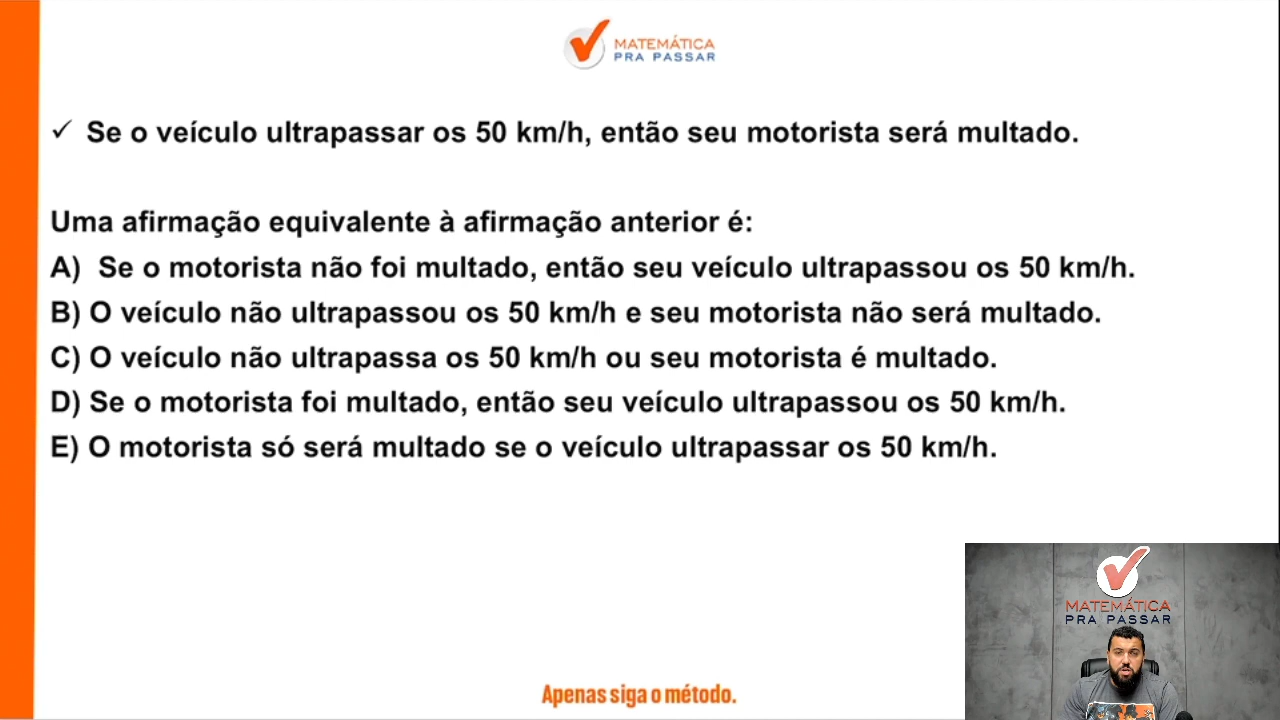 MATEMÁTICA
PRA PASSAR
✓ Se o veículo ultrapassar os 50 km/h, então seu motorista será multado.
Uma afirmação equivalente à afirmação anterior é:
A) Se o motorista não foi multado, então seu veículo ultrapassou os 50 km/h.
B) O veículo não ultrapassou os 50 km/h e seu motorista não será multado.
C) O veículo não ultrapassa os 50 km/h ou seu motorista é multado.
D) Se o motorista foi multado, então seu veículo ultrapassou os 50 km/h.
E) O motorista só será multado se o veículo ultrapassar os 50 km/h.
MATEMÁTICA
PRA PASSAR
Apenas siga o método.